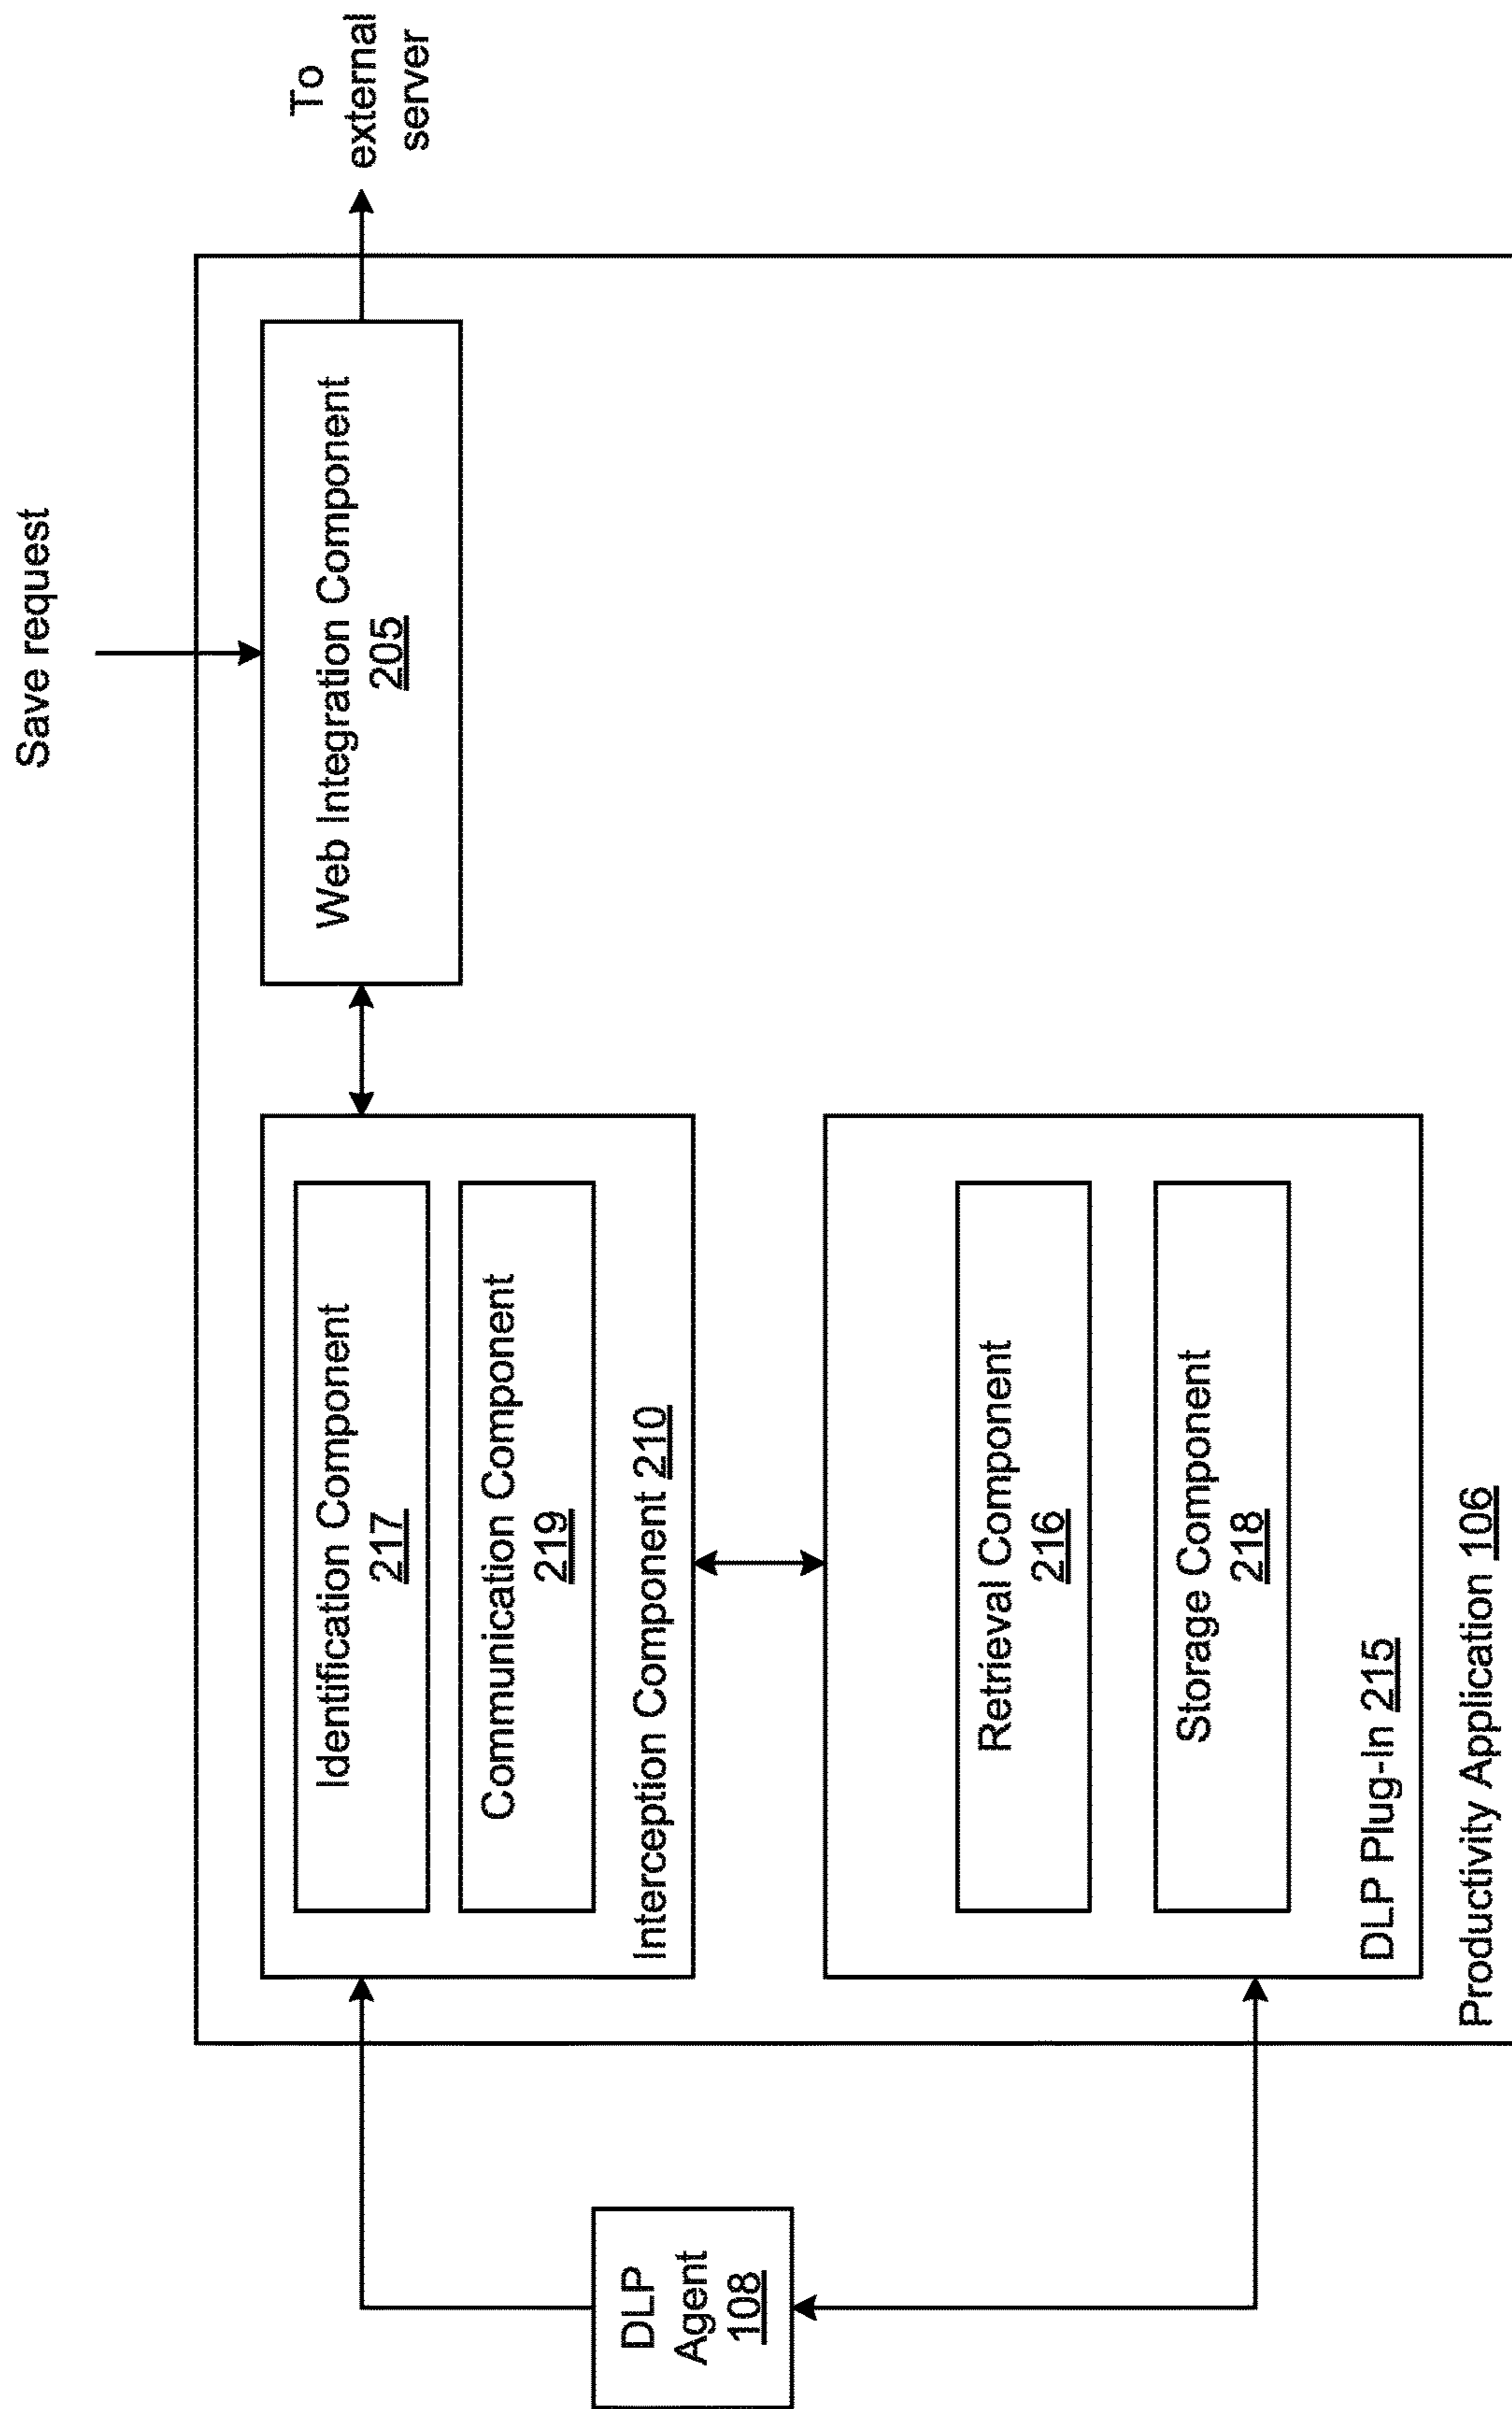 Save request
To
external
server
Web Integration Component
205
Identification Component
217
Communication Component
219
Interception Component 210
DLP
Agent
108
Retrieval Component
216
Storage Component
218
DLP Plug-In 215
Productivity Application 106